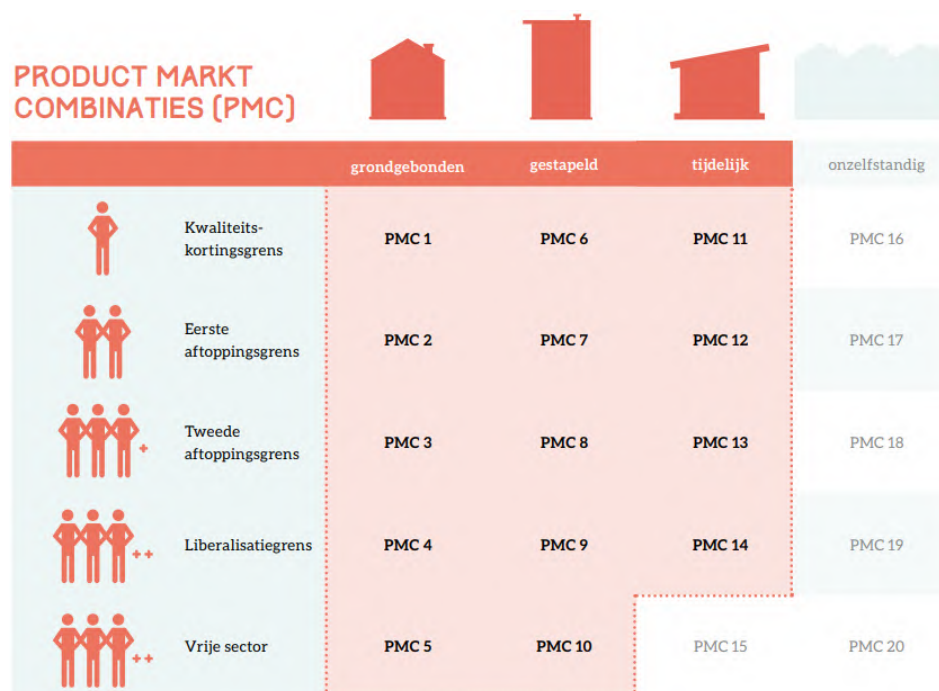 PRODUCT MARKT
COMBINATIES (PMC)
grondgebonden gestapeld tijdelijk onzelfstandig
Kwaliteits-
kortingsgrens
PMC 1 PMC 6 PMC 11 PMC 16
Eerste
aftoppingsgrens
PMC 2 PMC 7 PMC 12 PMC 17
Tweede
aftoppingsgrens
PMC 3 PMC 8 PMC 13 PMC 18
+
Liberalisatiegrens PMC 4 PMC 9 PMC 14 PMC 19
++
Vrije sector PMC 5 PMC 10 PMC 15 PMC 20
++